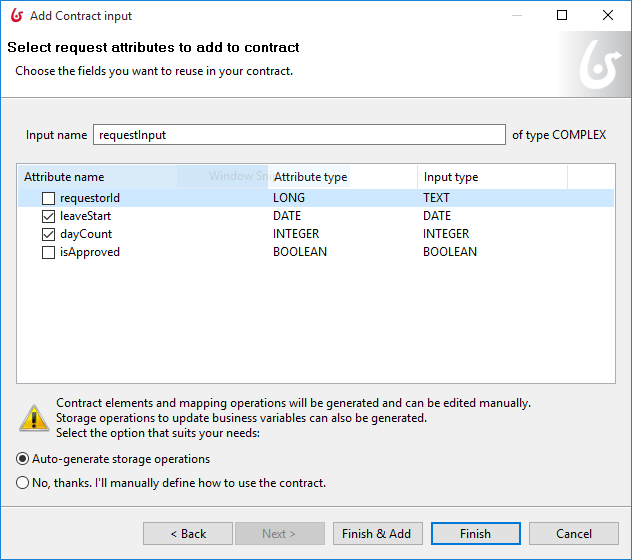 Add Contract input
Select request attributes to add to contract
Choose the fields you want to reuse in your contract.
Input name requestInput of type COMPLEX
Attribute name Window Attribute type Input type
requestorId LONG TEXT
leaveStart DATE DATE
dayCount INTEGER INTEGER
isApproved BOOLEAN BOOLEAN
Contract elements and mapping operations will be generated and can be edited manually.
Storage operations to update business variables can also be generated.
Select the option that suits your needs:
Auto-generate storage operations
No, thanks. I'll manually define how to use the contract.
< Back Next > Finish & Add Finish Cancel